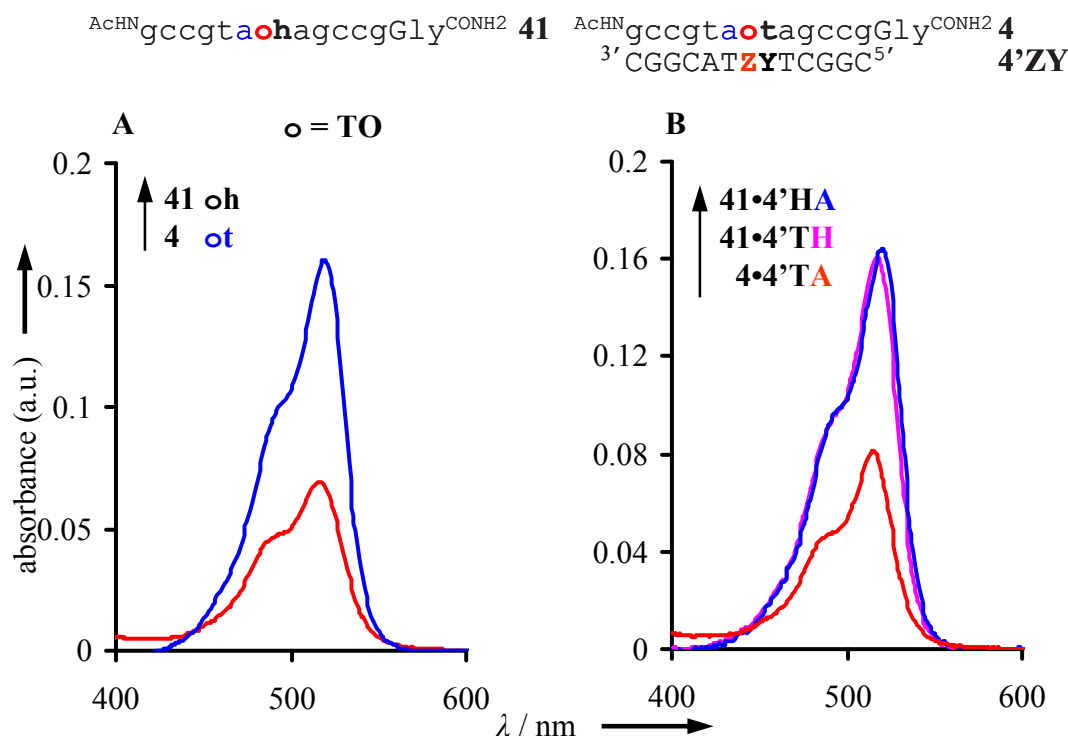 AcHNgccgtaohagccgGlyCONH2 41
AcHNgccgtaotagccgGlyCONH2 4
3’CGGCATZYTCGGC5’ 4’ZY
A
o = TO
B
41 oh
4 ot
41•4’HA
41•4’TH
4•4’TA
absorbance (a.u.)
0.2
0.15
0.1
0.05
0
400
500
600
0.2
0.16
0.12
0.08
0.04
0
400
500
600
λ / nm